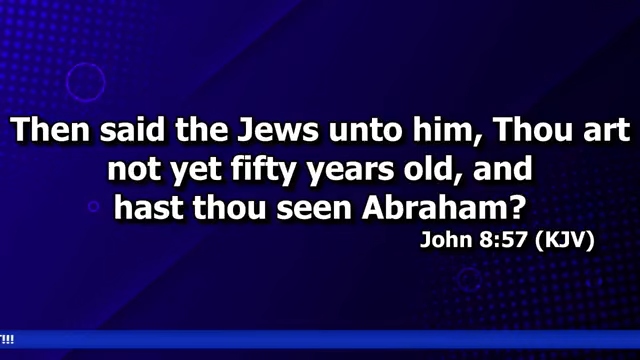 Then said the Jews unto him, Thou art
not yet fifty years old, and
hast thou seen Abraham?
John 8:57 (KJV)
!!!